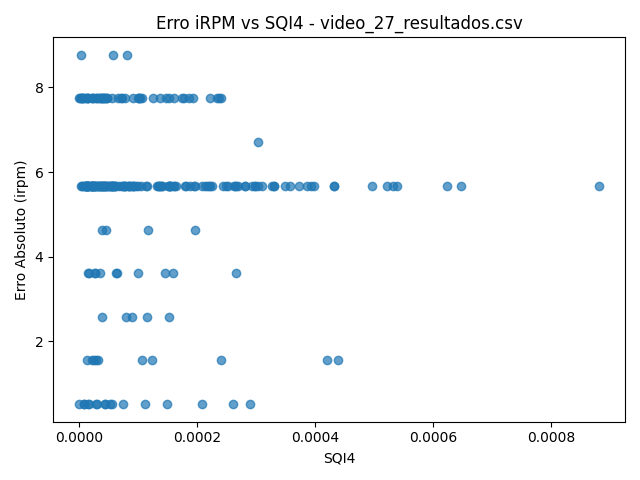 Erro iRPM vs SQI4 - video_27_resultados.csv
Erro Absoluto (irpm)
8
6
4
2
0.0000 0.0002 0.0004 0.0006 0.0008
SQI4